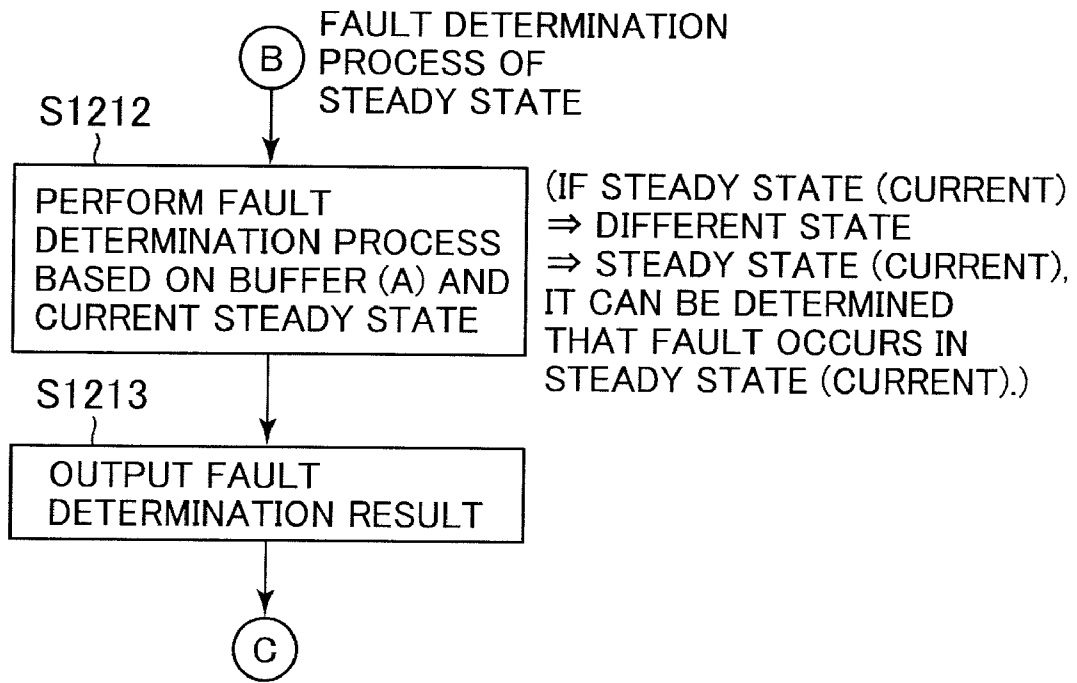 B
FAULT DETERMINATION
PROCESS OF
STEADY STATE
S1212
PERFORM FAULT
DETERMINATION PROCESS
BASED ON BUFFER (A) AND
CURRENT STEADY STATE
(IF STEADY STATE (CURRENT)
⇒ DIFFERENT STATE
⇒ STEADY STATE (CURRENT),
IT CAN BE DETERMINED
THAT FAULT OCCURS IN
STEADY STATE (CURRENT).)
S1213
OUTPUT FAULT
DETERMINATION RESULT
C